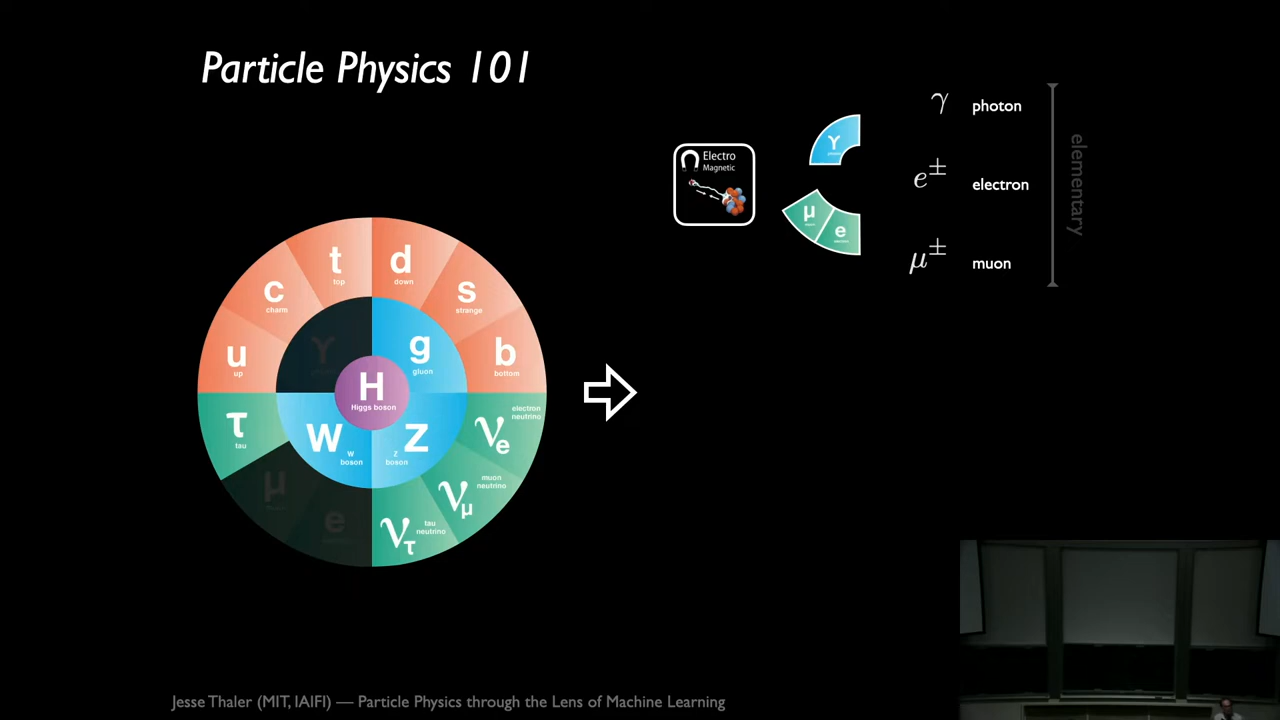 Particle Physics 101
Electro
Magnetic
γ
γ photon
e± electron
μ± muon
μ
e
electron
elementary
t
top
d
down
c
charm
s
strange
u
up
γ
g
gluon
b
bottom
H
Higgs boson
τ
tau
W
W
boson
Z
Z
boson
νe
electron
neutrino
νμ
muon
neutrino
ντ
tau
neutrino
μ
e
Jesse Thaler (MIT, IAIFI) — Particle Physics through the Lens of Machine Learning